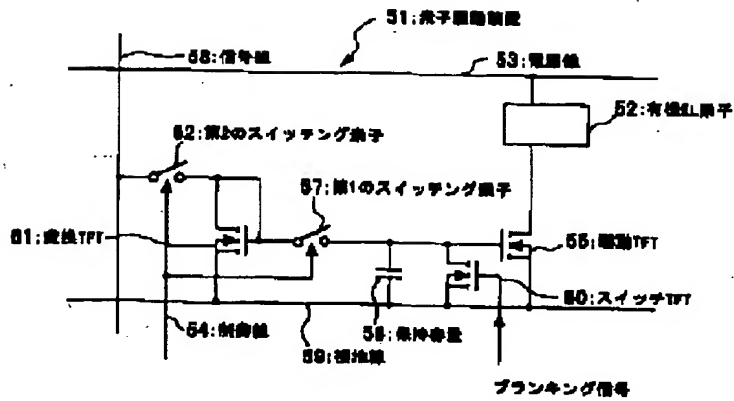 51:素子駆動装置
58:信号線
53:電源線
52:有機EL素子
62:第2のスイッチング素子
57:第1のスイッチング素子
61:変換TFT
55:駆動TFT
60:スイッチTFT
54:制御線
59:接地線
58:保持容量
ブランキング信号